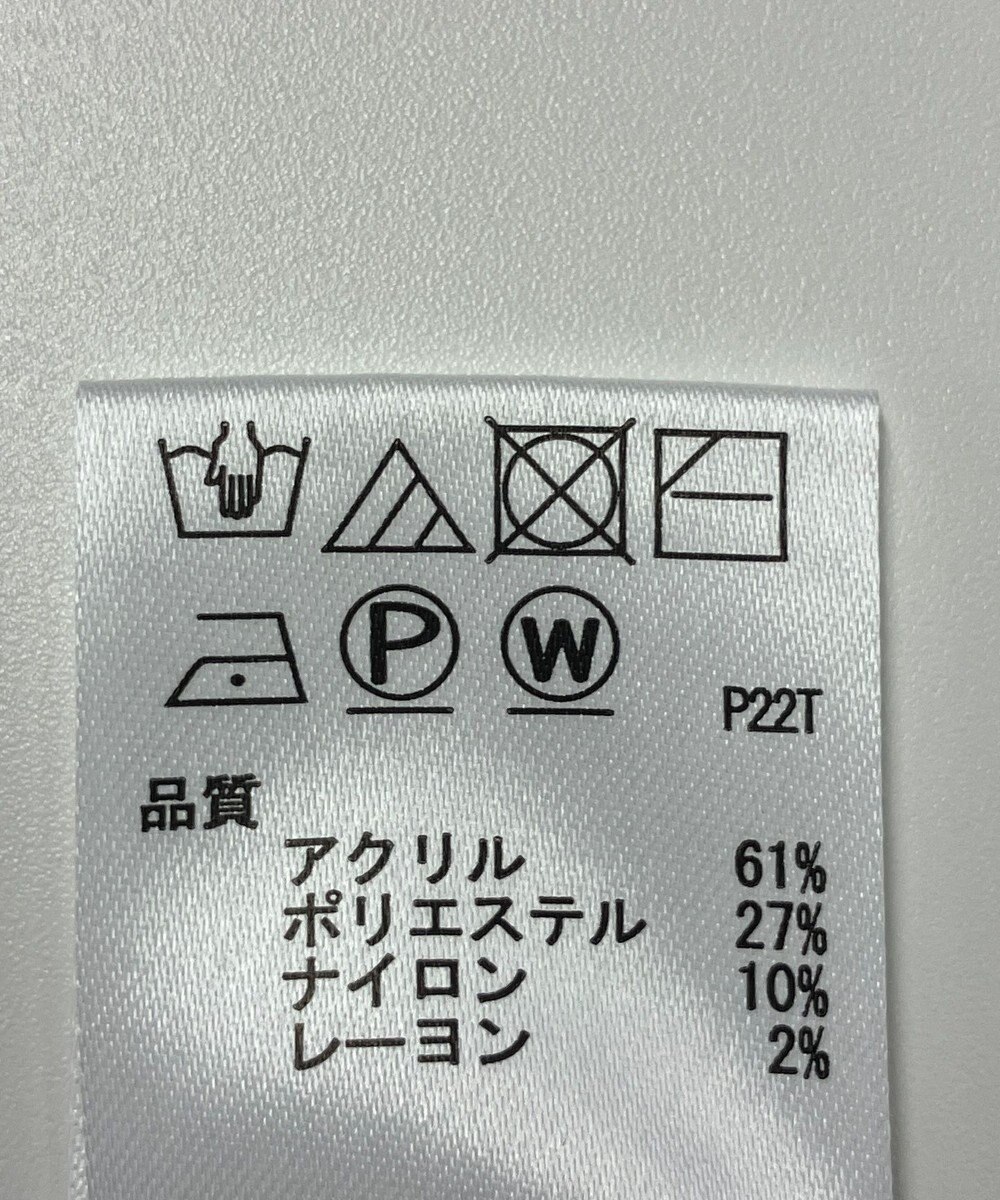 P W
P22T
品質
アクリル 61%
ポリエステル 27%
ナイロン 10%
レーヨン 2%